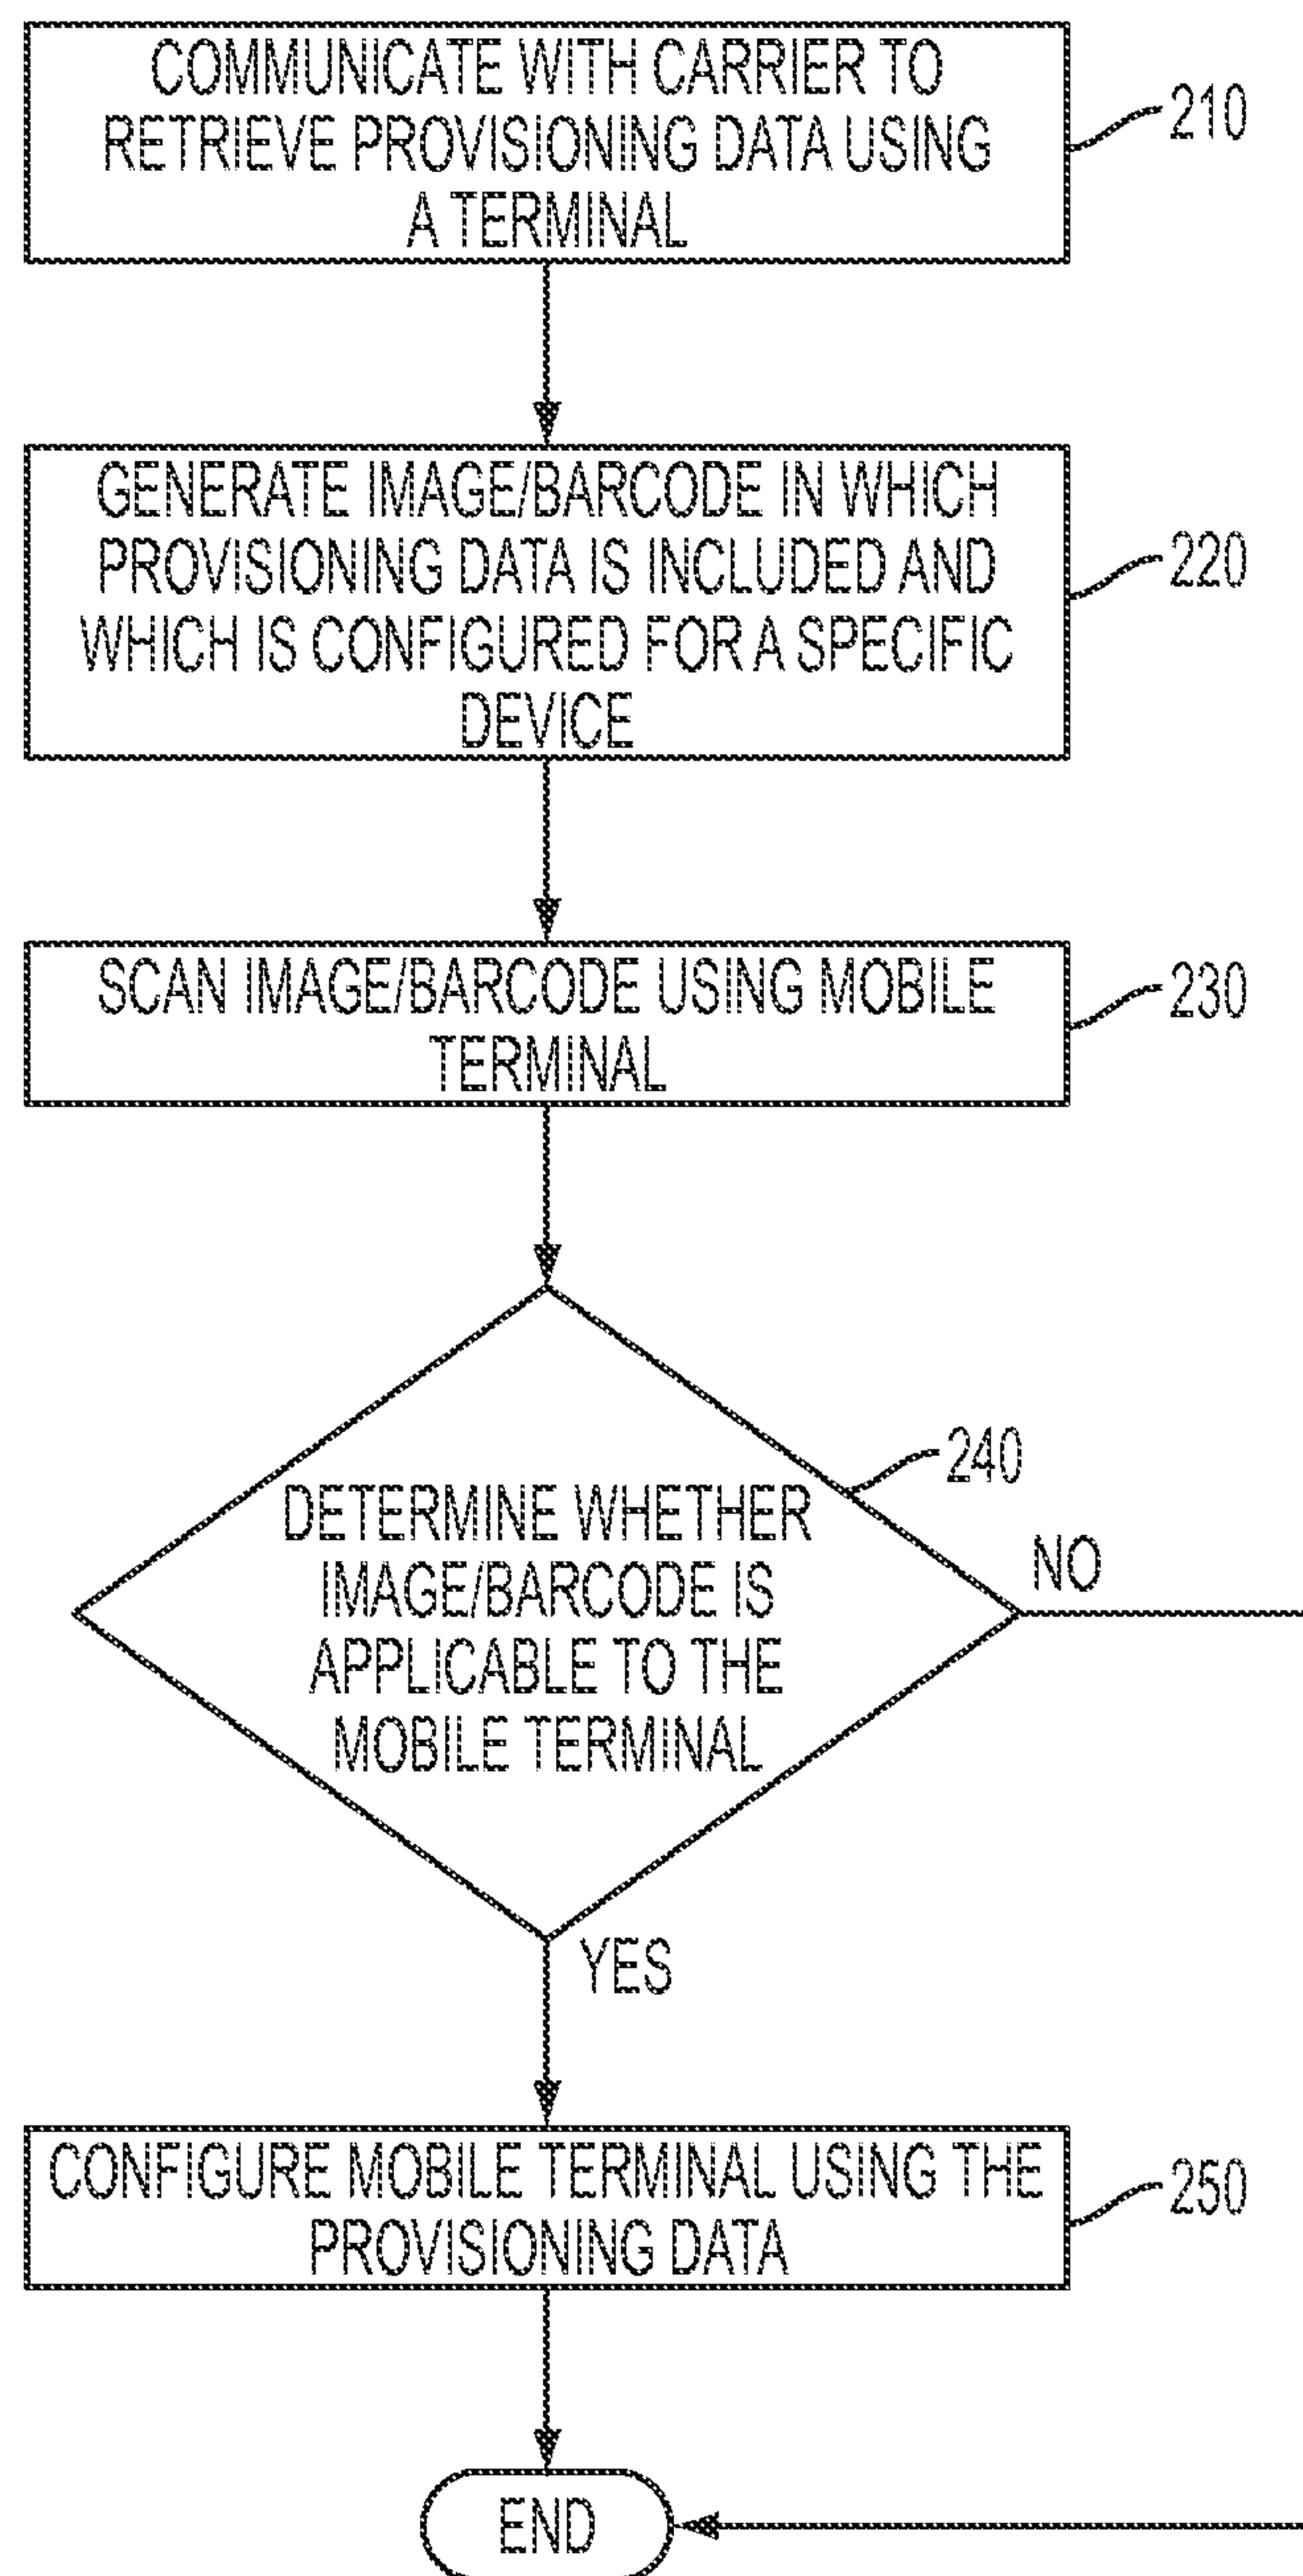 COMMUNICATE WITH CARRIER TO
RETRIEVE PROVISIONING DATA USING
A TERMINAL
210
GENERATE IMAGE/BARCODE IN WHICH
PROVISIONING DATA IS INCLUDED AND
WHICH IS CONFIGURED FOR A SPECIFIC
DEVICE
220
SCAN IMAGE/BARCODE USING MOBILE
TERMINAL
230
DETERMINE WHETHER
IMAGE/BARCODE IS
APPLICABLE TO THE
MOBILE TERMINAL
240
NO
YES
CONFIGURE MOBILE TERMINAL USING THE
PROVISIONING DATA
250
END